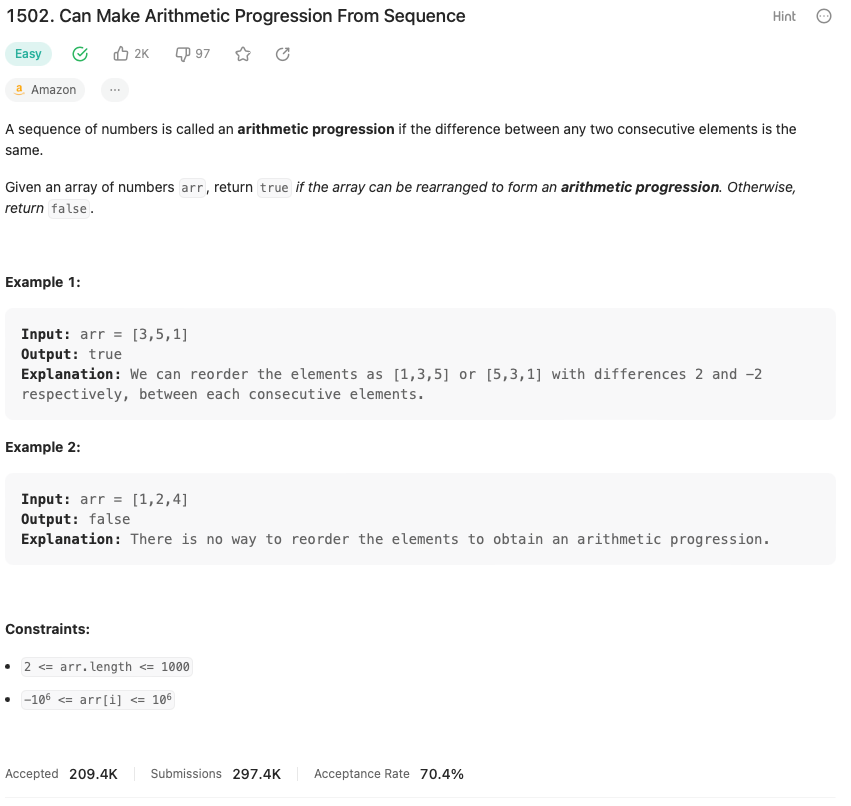 1502. Can Make Arithmetic Progression From Sequence
Hint
Easy
2K
97
Amazon
A sequence of numbers is called an arithmetic progression if the difference between any two consecutive elements is the
same.
Given an array of numbers arr, return true if the array can be rearranged to form an arithmetic progression. Otherwise,
return false.
Example 1:
Input: arr = [3,5,1]
Output: true
Explanation: We can reorder the elements as [1,3,5] or [5,3,1] with differences 2 and -2
respectively, between each consecutive elements.
Example 2:
Input: arr = [1,2,4]
Output: false
Explanation: There is no way to reorder the elements to obtain an arithmetic progression.
Constraints:
• 2 <= arr.length <= 1000
• -10⁶ <= arr[i] <= 10⁶
Accepted 209.4K Submissions 297.4K Acceptance Rate 70.4%